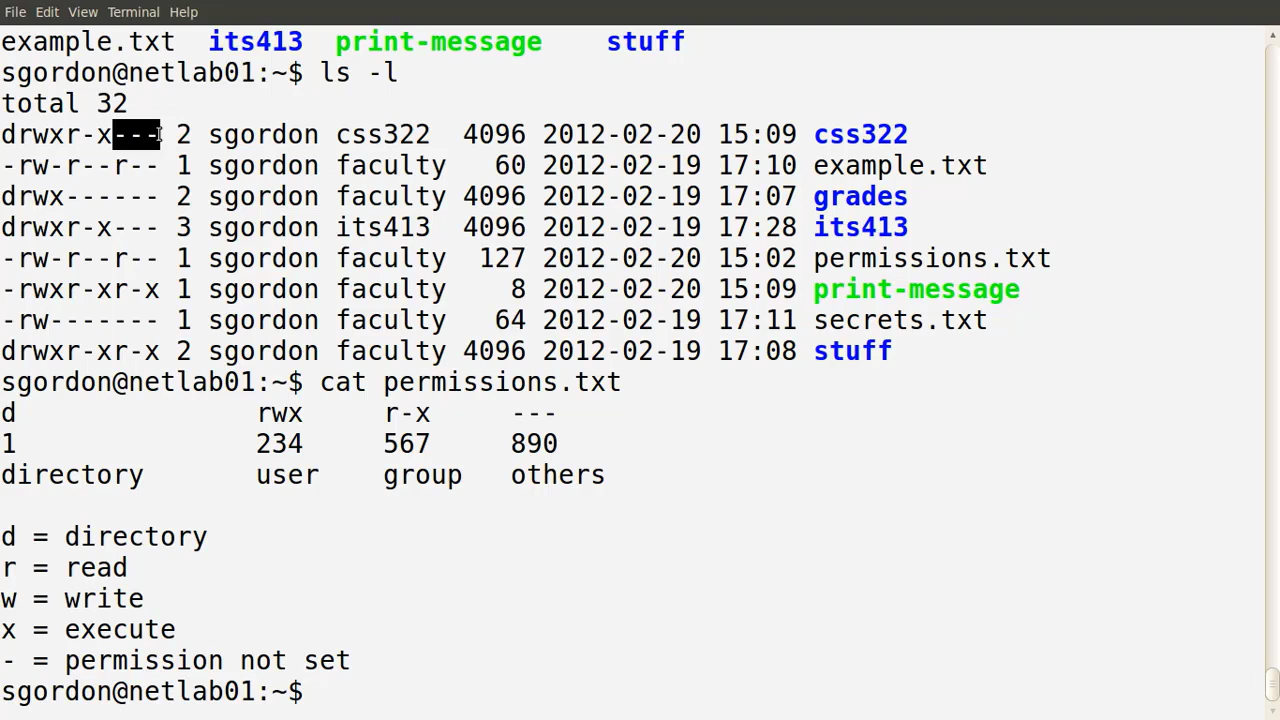 File Edit View Terminal Help
example.txt  its413  print-message    stuff
sgordon@netlab01:~$ ls -l
total 32
drwxr-x--- 2 sgordon css322  4096 2012-02-20 15:09 css322
-rw-r--r-- 1 sgordon faculty   60 2012-02-19 17:10 example.txt
drwx------ 2 sgordon faculty 4096 2012-02-19 17:07 grades
drwxr-x--- 3 sgordon its413  4096 2012-02-19 17:28 its413
-rw-r--r-- 1 sgordon faculty  127 2012-02-20 15:02 permissions.txt
-rwxr-xr-x 1 sgordon faculty    8 2012-02-20 15:09 print-message
-rw------- 1 sgordon faculty   64 2012-02-19 17:11 secrets.txt
drwxr-xr-x 2 sgordon faculty 4096 2012-02-19 17:08 stuff
sgordon@netlab01:~$ cat permissions.txt
d               rwx     r-x     ---
1               234     567     890
directory       user    group   others

d = directory
r = read
w = write
x = execute
- = permission not set
sgordon@netlab01:~$